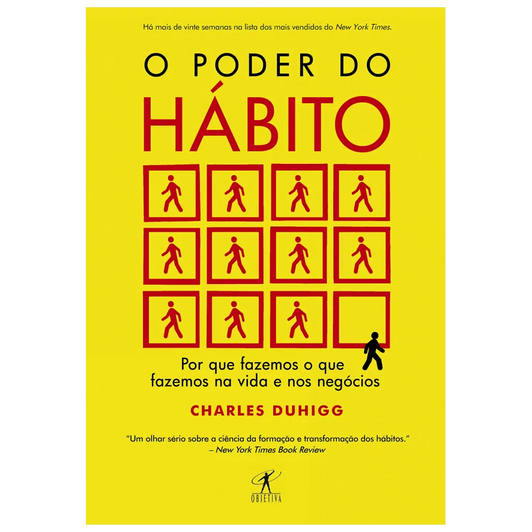 Há mais de vinte semanas na lista dos mais vendidos do New York Times.
O PODER DO
HÁBITO
Por que fazemos o que
fazemos na vida e nos negócios
CHARLES DUHIGG
“Um olhar sério sobre a ciência da formação e transformação dos hábitos.”
– New York Times Book Review
OBJETIVA